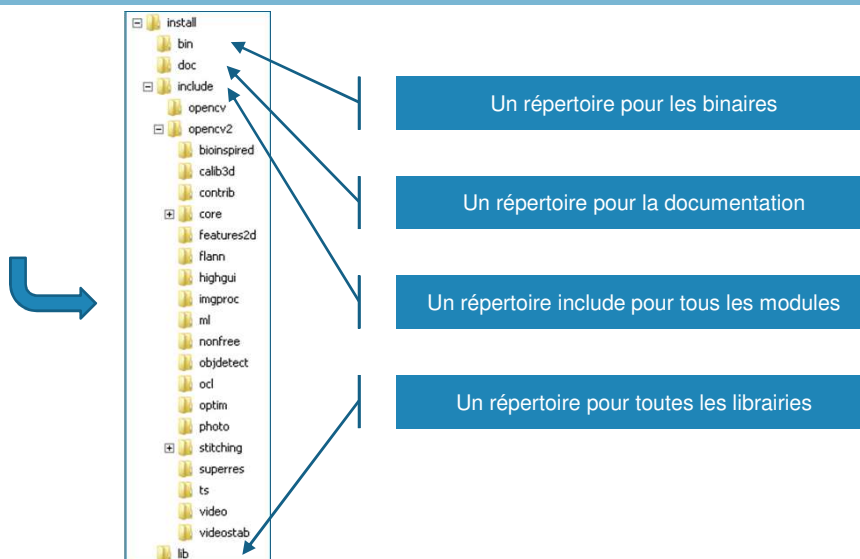 install
bin
doc
include
opencv
opencv2
bioinspired
calib3d
contrib
core
features2d
flann
highgui
imgproc
ml
nonfree
objdetect
ocl
optim
photo
stitching
superres
ts
video
videostab
lib
Un répertoire pour les binaires
Un répertoire pour la documentation
Un répertoire include pour tous les modules
Un répertoire pour toutes les librairies